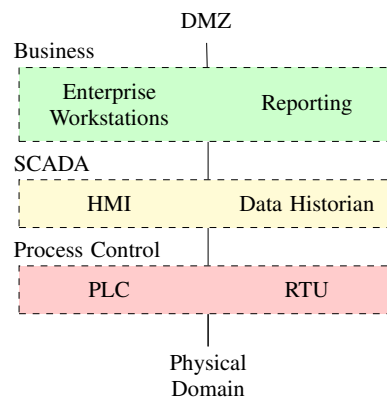 DMZ
Business
Enterprise
Workstations
Reporting
SCADA
HMI Data Historian
Process Control
PLC RTU
Physical
Domain